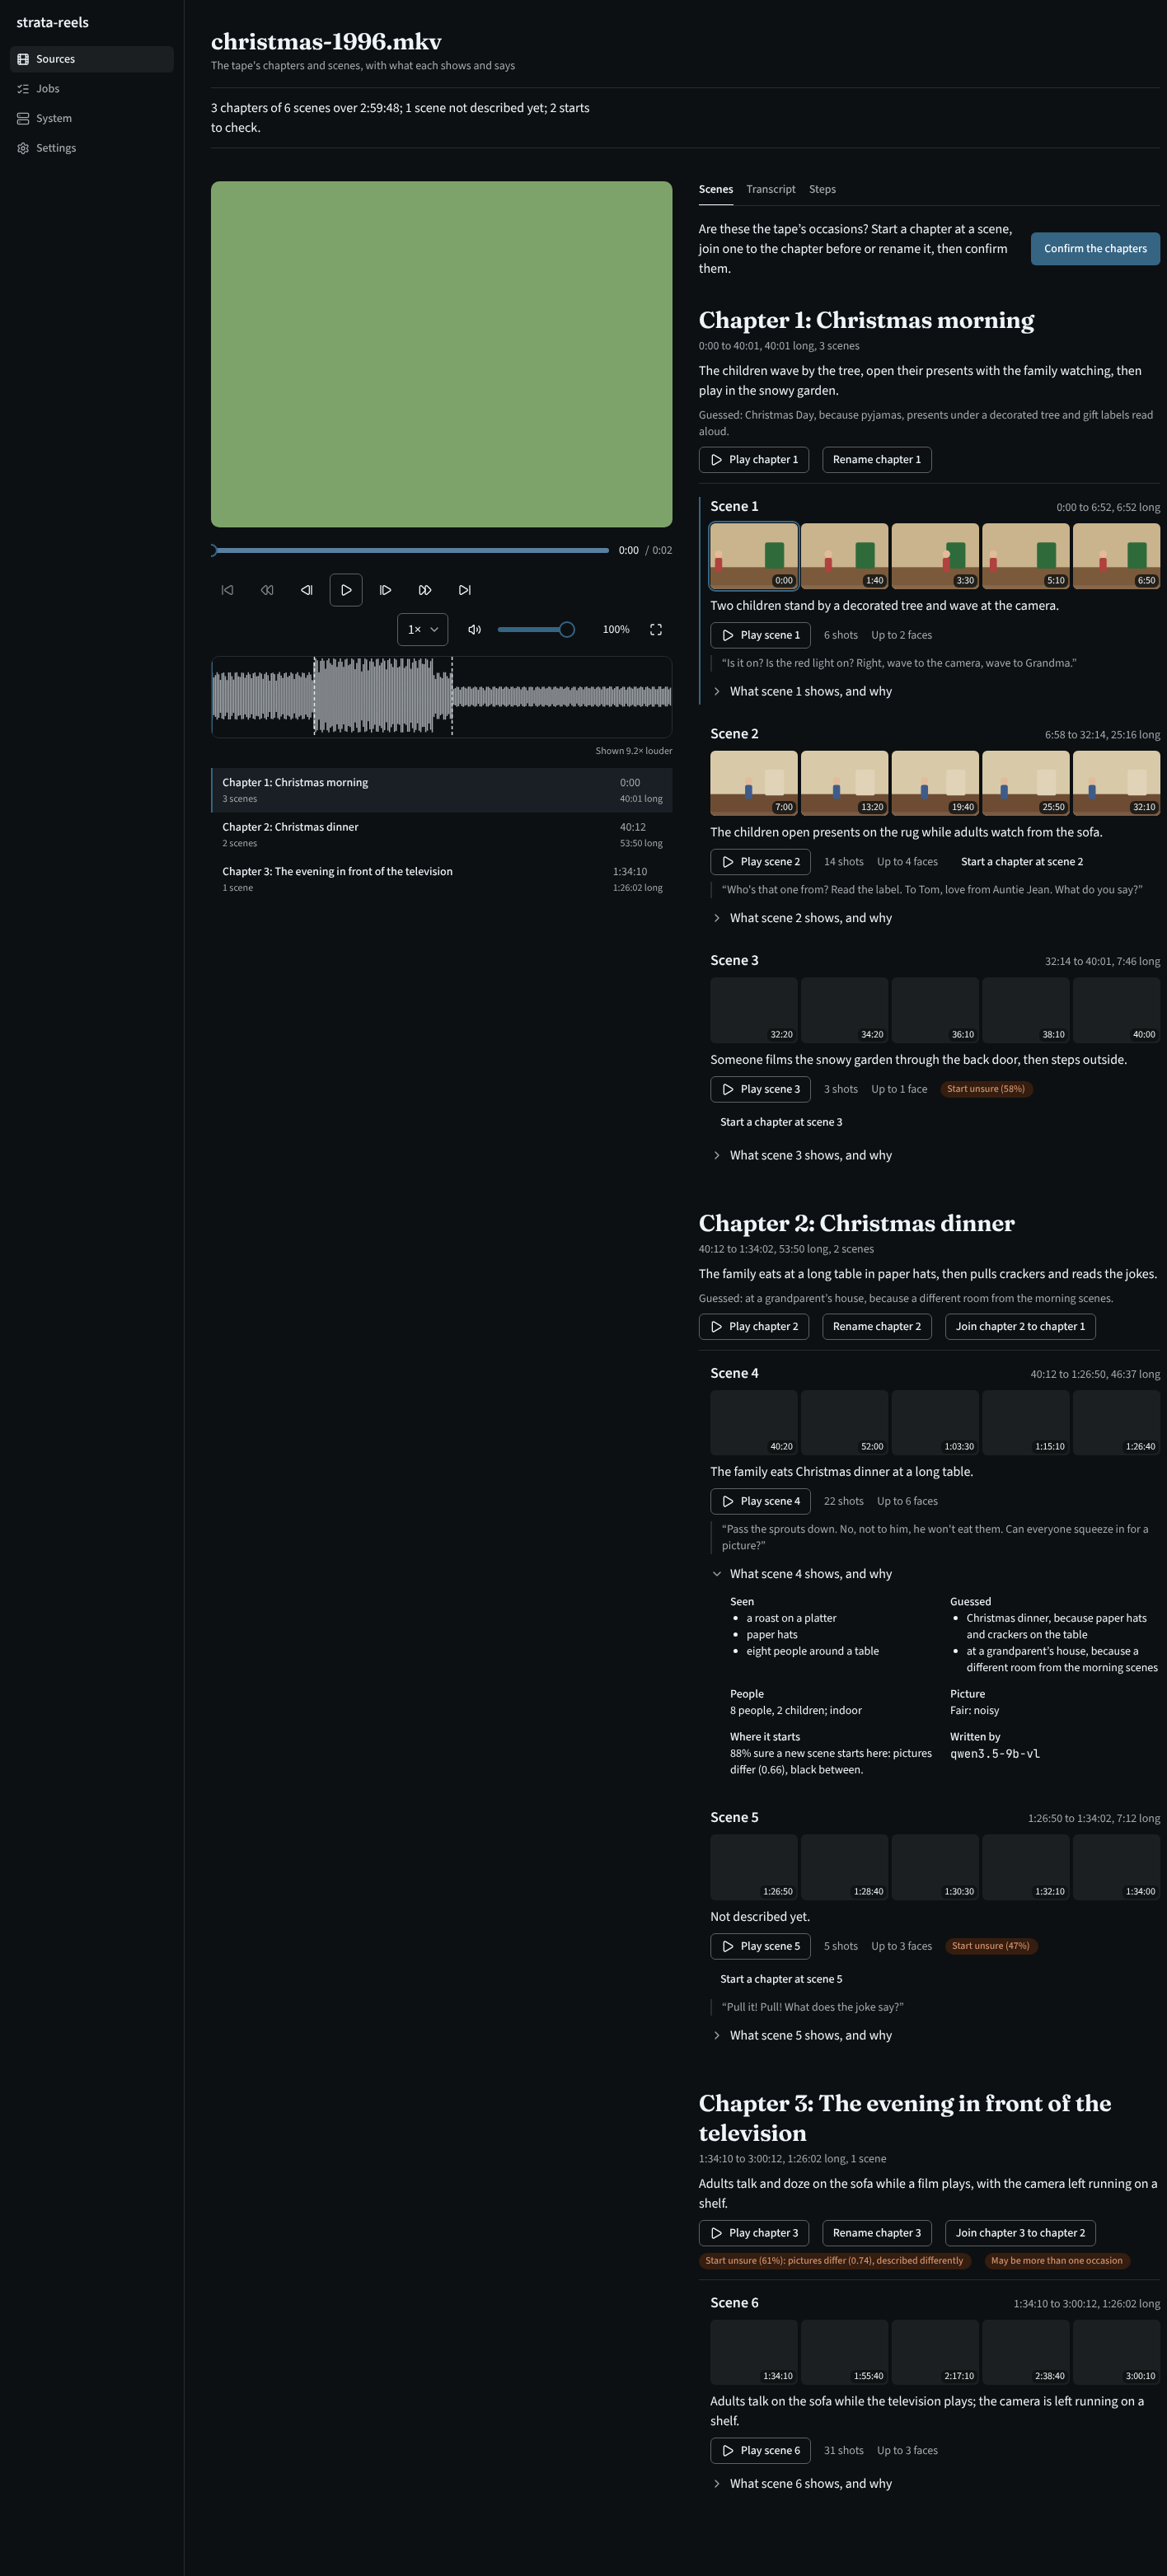 strata-reels
Sources
Jobs
System
Settings
christmas-1996.mkv
The tape's chapters and scenes, with what each shows and says
3 chapters of 6 scenes over 2:59:48; 1 scene not described yet; 2 starts
to check.
0:00 / 0:02
1×
100%
Shown 9.2× louder
Chapter 1: Christmas morning 0:00
3 scenes 40:01 long
Chapter 2: Christmas dinner 40:12
2 scenes 53:50 long
Chapter 3: The evening in front of the television 1:34:10
1 scene 1:26:02 long
Scenes Transcript Steps
Are these the tape's occasions? Start a chapter at a scene,
join one to the chapter before or rename it, then confirm
them.
Confirm the chapters
Chapter 1: Christmas morning
0:00 to 40:01, 40:01 long, 3 scenes
The children wave by the tree, open their presents with the family watching, then
play in the snowy garden.
Guessed: Christmas Day, because pyjamas, presents under a decorated tree and gift labels read
aloud.
Play chapter 1 Rename chapter 1
Scene 1 0:00 to 6:52, 6:52 long
0:00 1:40 3:30 5:10 6:50
Two children stand by a decorated tree and wave at the camera.
Play scene 1 6 shots Up to 2 faces
“Is it on? Is the red light on? Right, wave to the camera, wave to Grandma.”
What scene 1 shows, and why
Scene 2 6:58 to 32:14, 25:16 long
7:00 13:20 19:40 25:50 32:10
The children open presents on the rug while adults watch from the sofa.
Play scene 2 14 shots Up to 4 faces Start a chapter at scene 2
“Who's that one from? Read the label. To Tom, love from Auntie Jean. What do you say?”
What scene 2 shows, and why
Scene 3 32:14 to 40:01, 7:46 long
32:20 34:20 36:10 38:10 40:00
Someone films the snowy garden through the back door, then steps outside.
Play scene 3 3 shots Up to 1 face Start unsure (58%)
Start a chapter at scene 3
What scene 3 shows, and why
Chapter 2: Christmas dinner
40:12 to 1:34:02, 53:50 long, 2 scenes
The family eats at a long table in paper hats, then pulls crackers and reads the jokes.
Guessed: at a grandparent's house, because a different room from the morning scenes.
Play chapter 2 Rename chapter 2 Join chapter 2 to chapter 1
Scene 4 40:12 to 1:26:50, 46:37 long
40:20 52:00 1:03:30 1:15:10 1:26:40
The family eats Christmas dinner at a long table.
Play scene 4 22 shots Up to 6 faces
“Pass the sprouts down. No, not to him, he won't eat them. Can everyone squeeze in for a
picture?”
What scene 4 shows, and why
Seen
a roast on a platter
paper hats
eight people around a table
Guessed
Christmas dinner, because paper hats
and crackers on the table
at a grandparent's house, because a
different room from the morning scenes
People
8 people, 2 children; indoor
Picture
Fair: noisy
Where it starts
88% sure a new scene starts here: pictures
differ (0.66), black between.
Written by
qwen3.5-9b-vl
Scene 5 1:26:50 to 1:34:02, 7:12 long
1:26:50 1:28:40 1:30:30 1:32:10 1:34:00
Not described yet.
Play scene 5 5 shots Up to 3 faces Start unsure (47%)
Start a chapter at scene 5
“Pull it! Pull! What does the joke say?”
What scene 5 shows, and why
Chapter 3: The evening in front of the
television
1:34:10 to 3:00:12, 1:26:02 long, 1 scene
Adults talk and doze on the sofa while a film plays, with the camera left running on a
shelf.
Play chapter 3 Rename chapter 3 Join chapter 3 to chapter 2
Start unsure (61%): pictures differ (0.74), described differently May be more than one occasion
Scene 6 1:34:10 to 3:00:12, 1:26:02 long
1:34:10 1:55:40 2:17:10 2:38:40 3:00:10
Adults talk on the sofa while the television plays; the camera is left running on a
shelf.
Play scene 6 31 shots Up to 3 faces
What scene 6 shows, and why